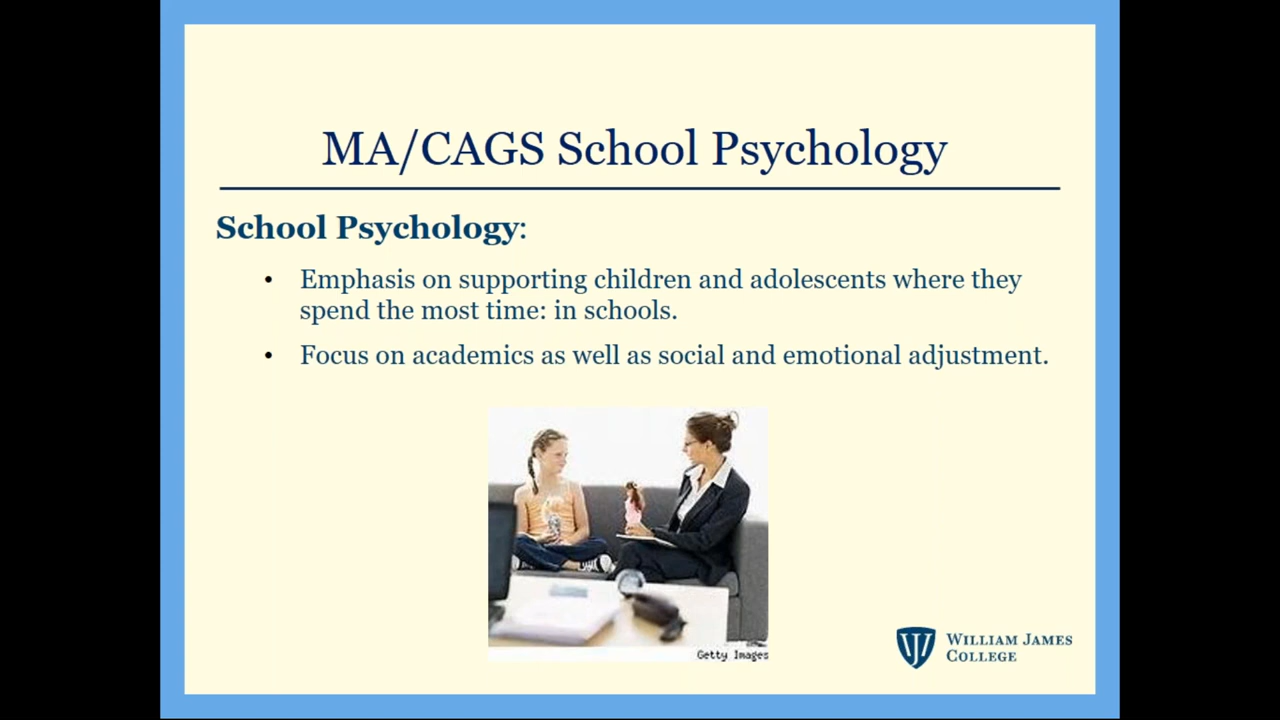 MA/CAGS School Psychology
School Psychology:
• Emphasis on supporting children and adolescents where they
spend the most time: in schools.
• Focus on academics as well as social and emotional adjustment.
Getty Images
WILLIAM JAMES
COLLEGE